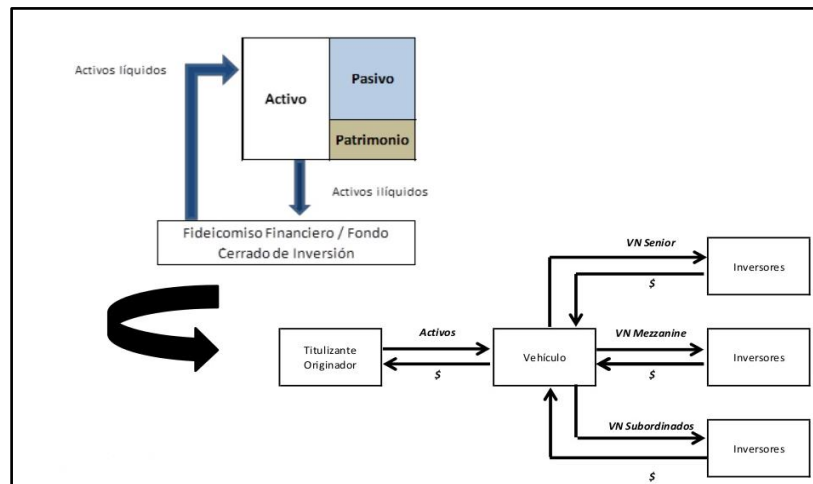 Activos líquidos
Activo
Pasivo
Patrimonio
Activos ilíquidos
Fideicomiso Financiero / Fondo
Cerrado de Inversión
VN Senior
$
Inversores
Titulizante
Originador
Activos
$
Vehículo
VN Mezzanine
$
Inversores
VN Subordinados
$
Inversores